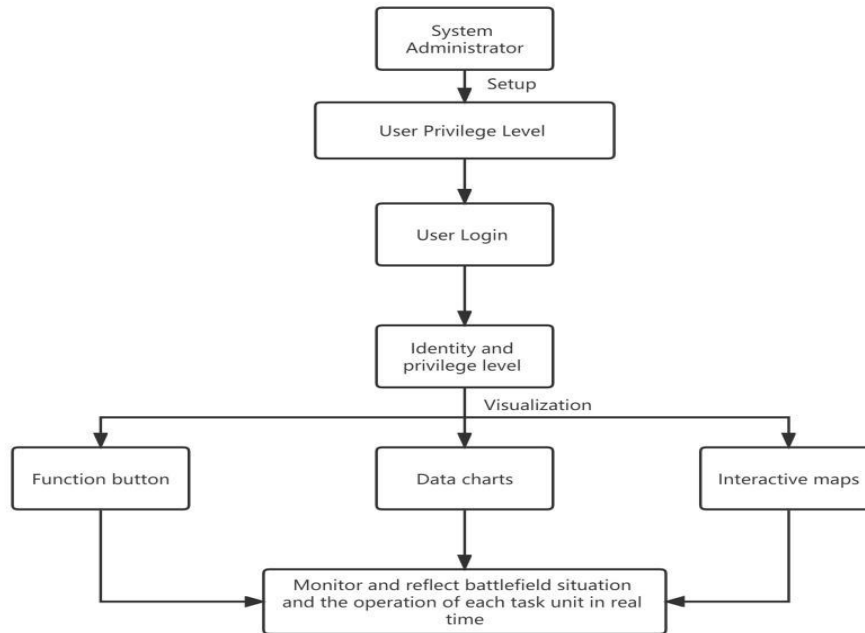 System
Administrator
Setup
User Privilege Level
User Login
Identity and
privilege level
Visualization
Function button
Data charts
Interactive maps
Monitor and reflect battlefield situation
and the operation of each task unit in real
time